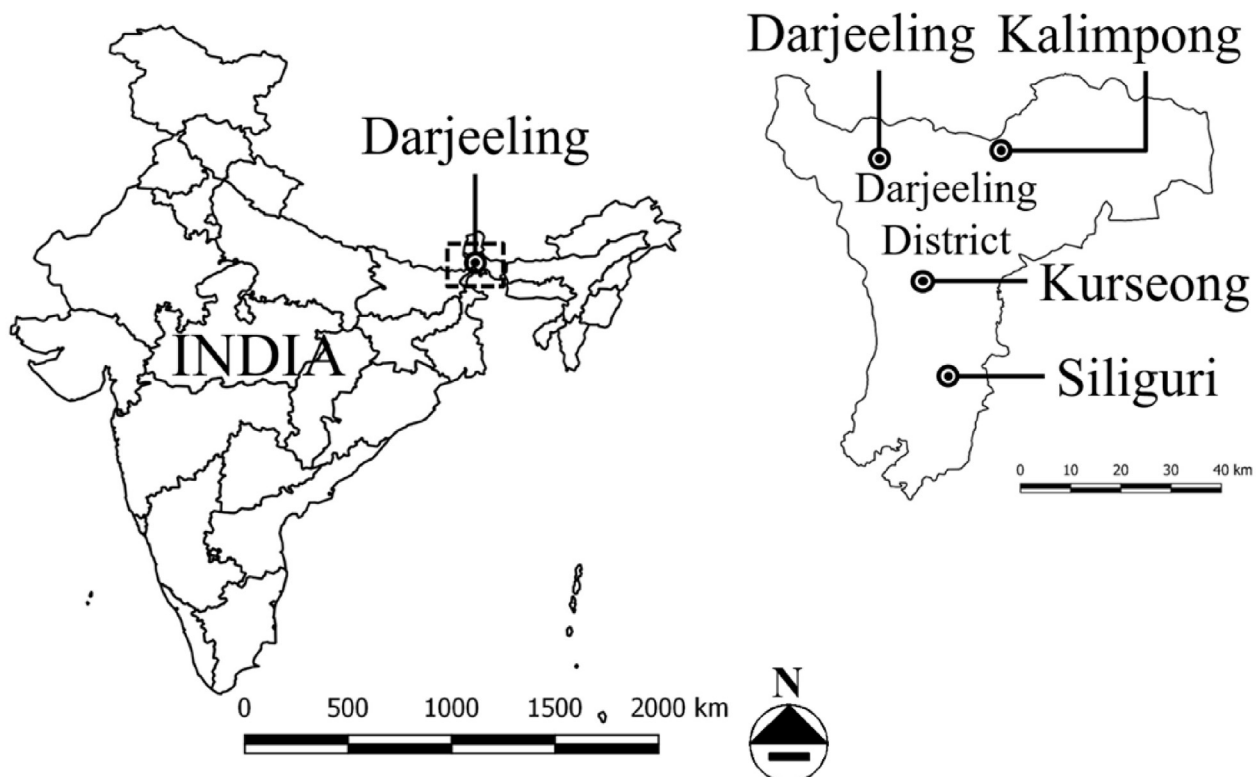 Darjeeling
INDIA
0 500 1000 1500 2000 km
N
Darjeeling Kalimpong
Darjeeling
District
Kurseong
Siliguri
0 10 20 30 40 km